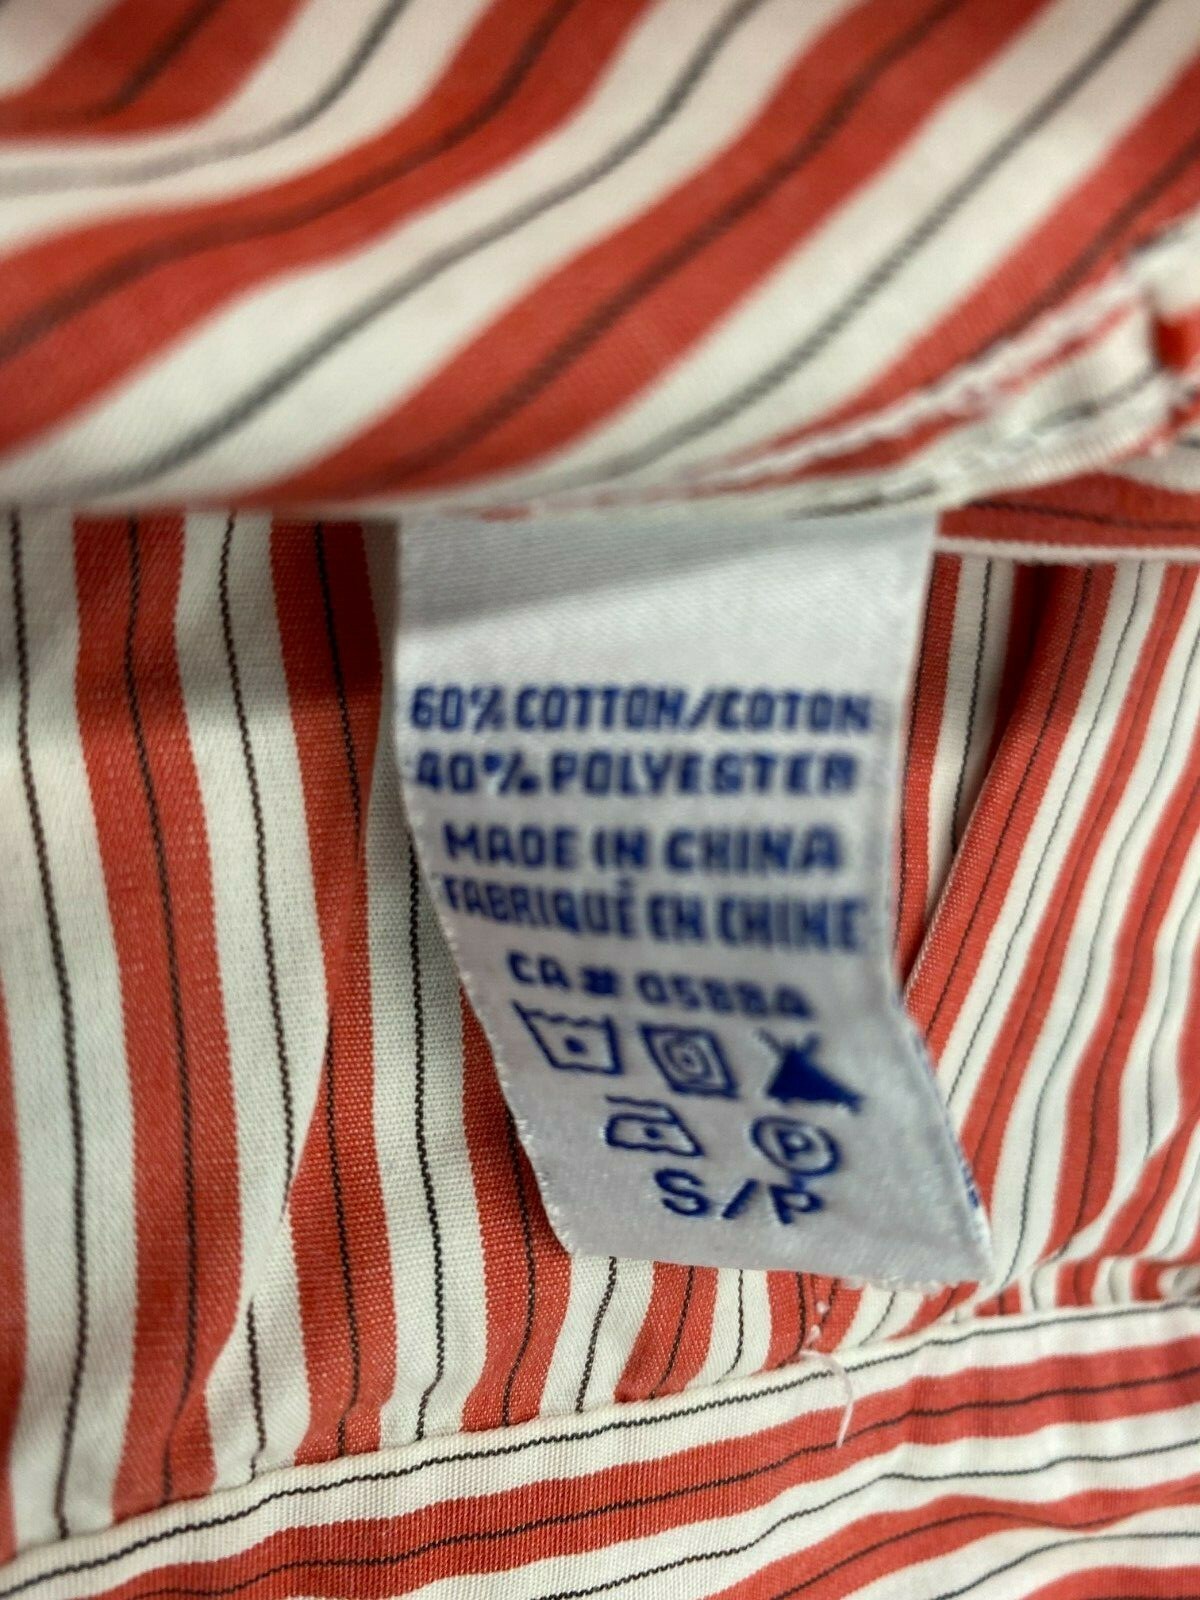 60% COTTON/COTON
40% POLYESTER
MADE IN CHINA
FABRIQUÉ EN CHINE
CA # 05884
P
S/P